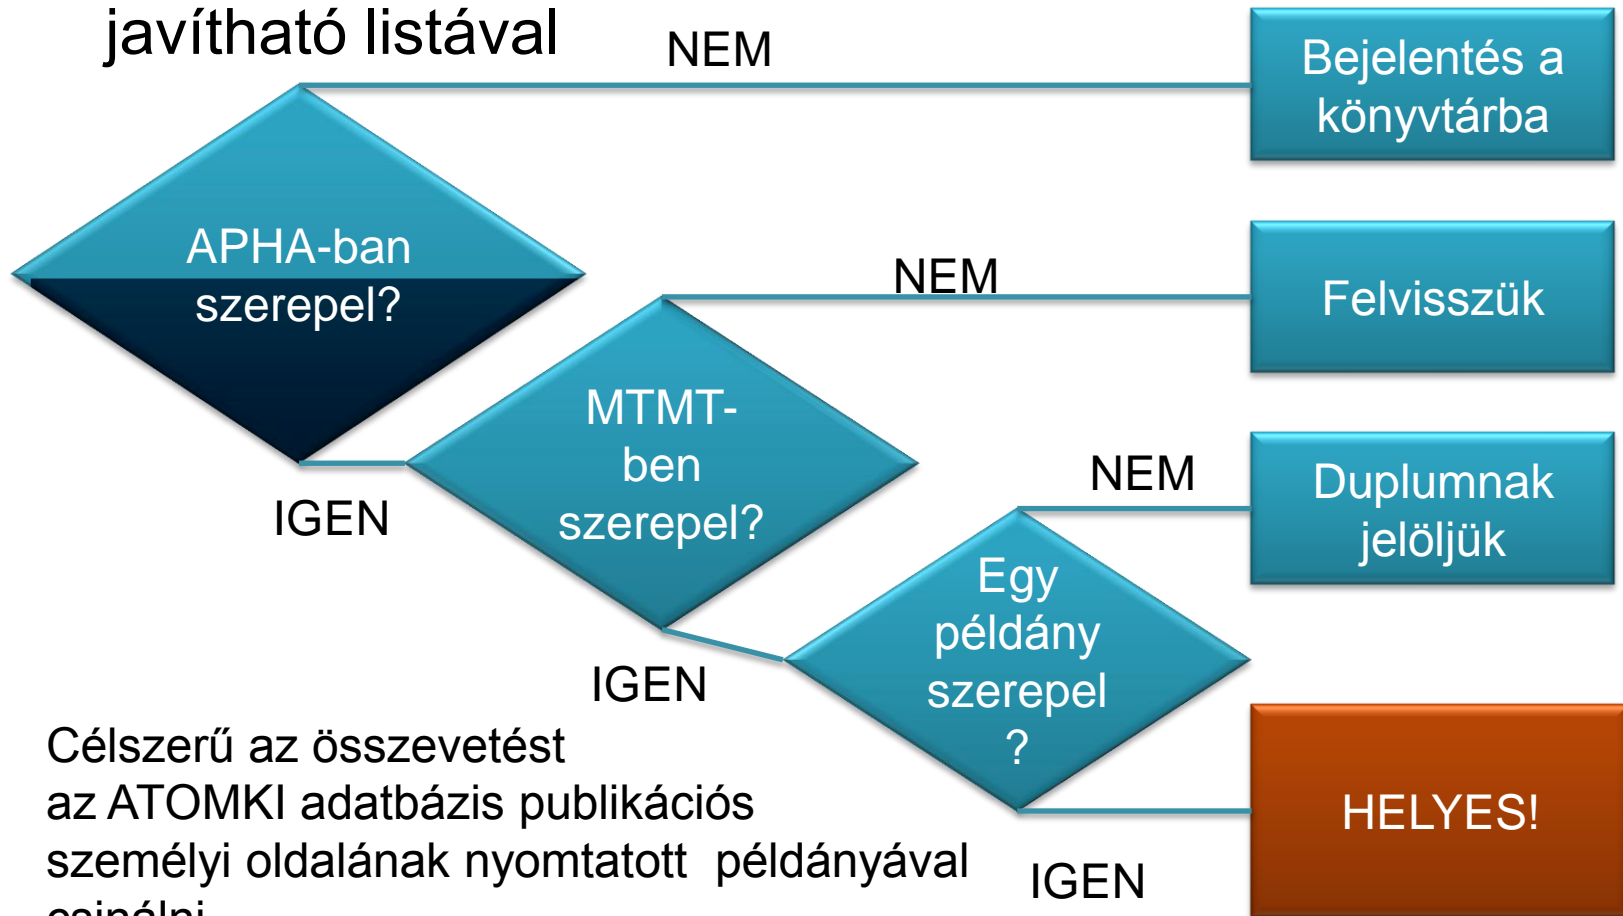 javítható listával
NEM
Bejelentés a
könyvtárba
APHA-ban
szerepel?
NEM
Felvisszük
IGEN
MTMT-
ben
szerepel?
NEM
Duplumnak
jelöljük
IGEN
Egy
példány
szerepel
?
HELYES!
IGEN
Célszerű az összevetést
az ATOMKI adatbázis publikációs
személyi oldalának nyomtatott példányával
csinálni